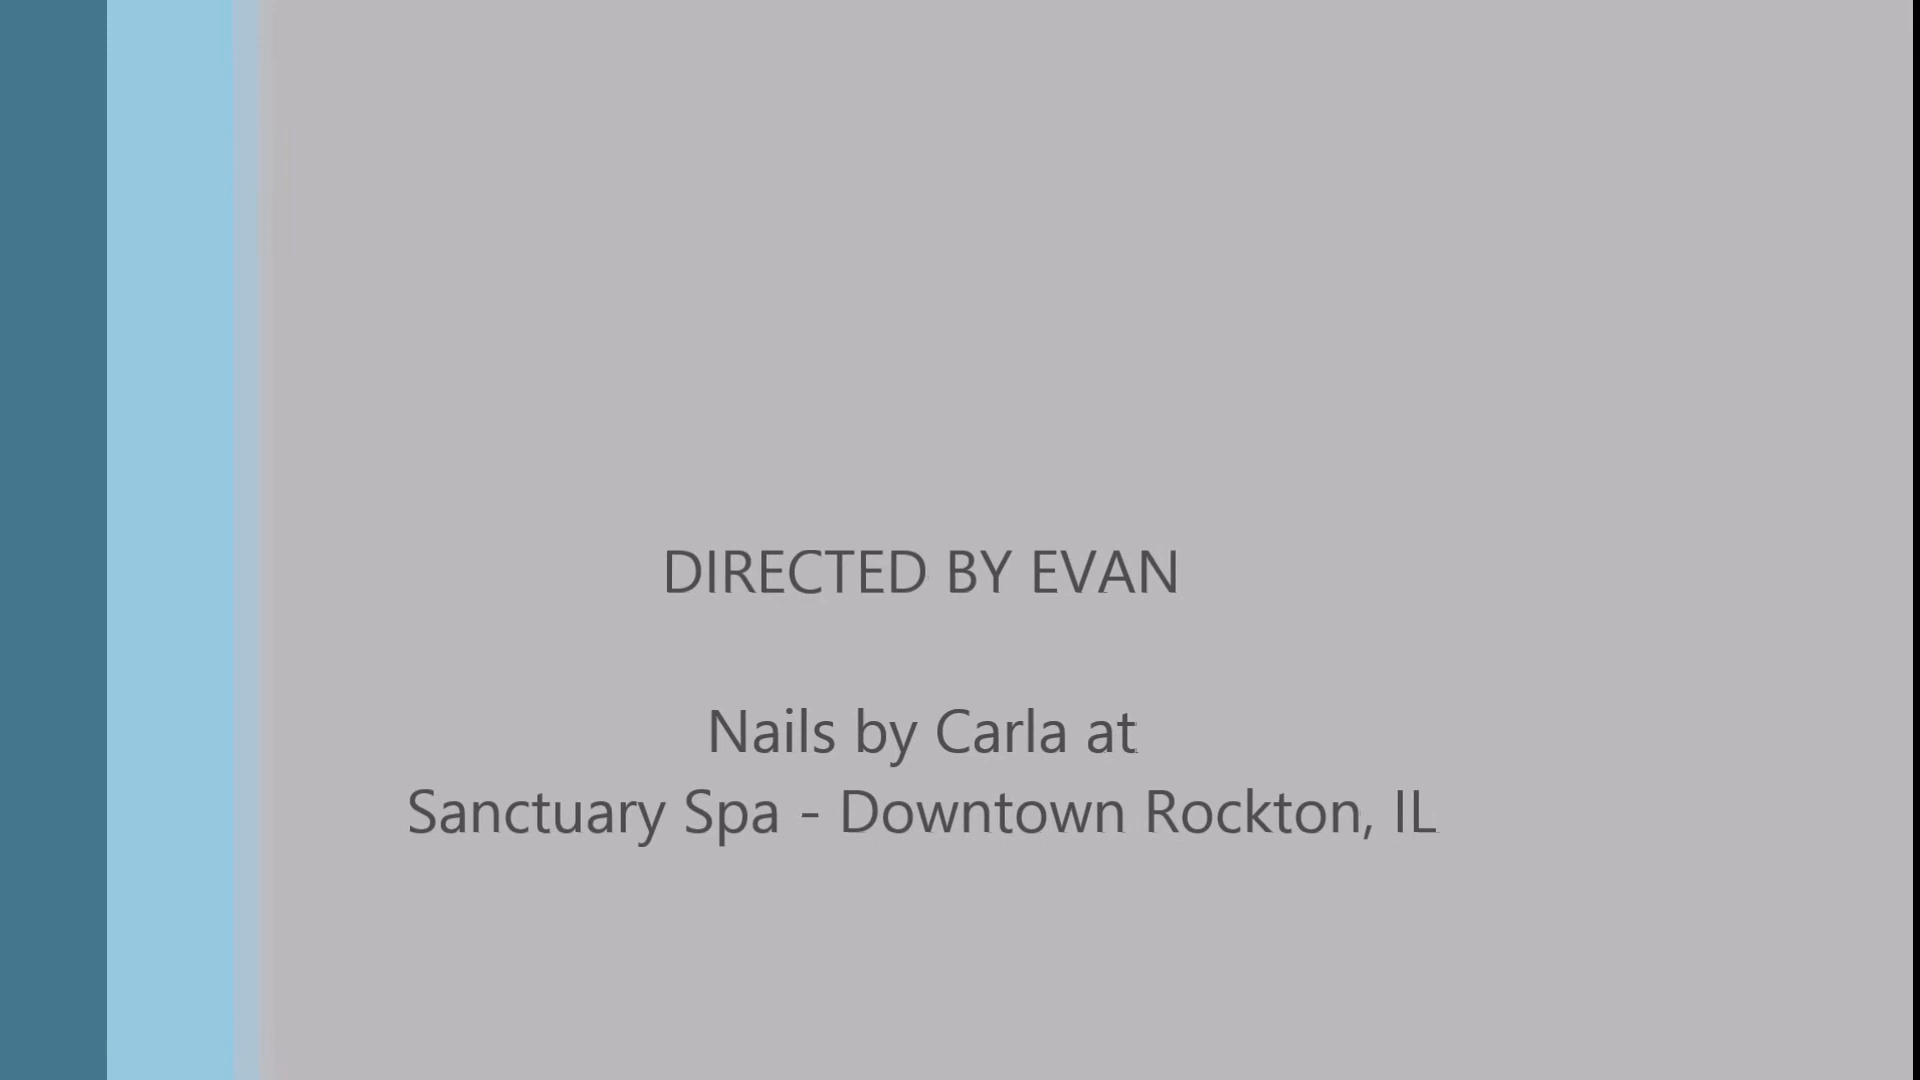 DIRECTED BY EVAN
Nails by Carla at
Sanctuary Spa - Downtown Rockton, IL